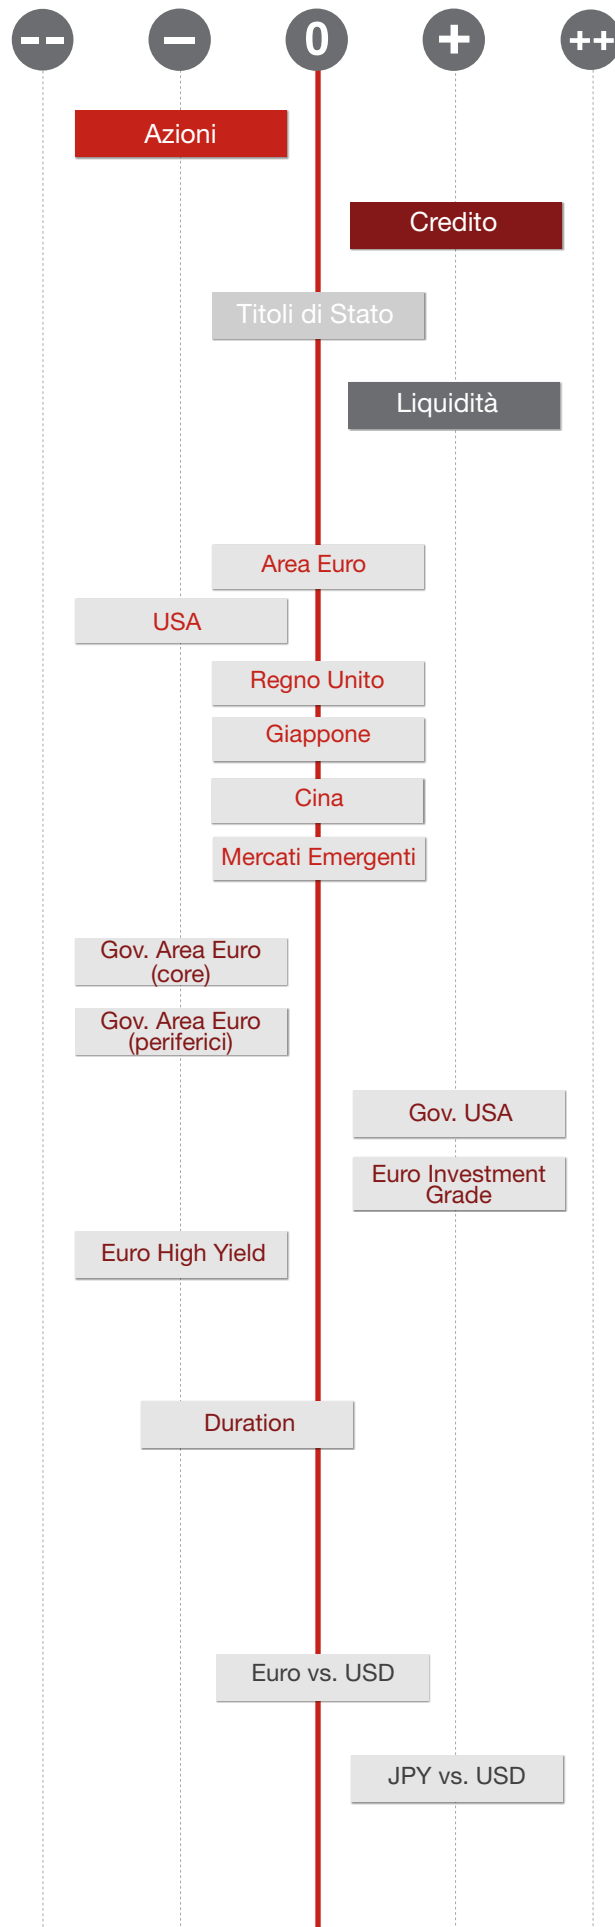 -- - 0 + ++
Azioni
Credito
Titoli di Stato
Liquidità
Area Euro
USA
Regno Unito
Giappone
Cina
Mercati Emergenti
Gov. Area Euro
(core)
Gov. Area Euro
(periferici)
Gov. USA
Euro Investment
Grade
Euro High Yield
Duration
Euro vs. USD
JPY vs. USD